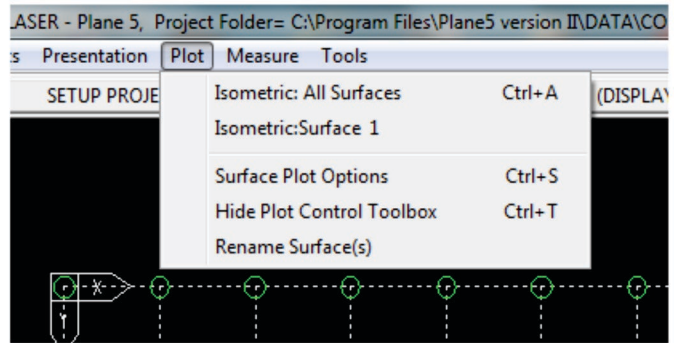 LASER - Plane 5, Project Folder= C:\Program Files\Plane5 version II\DATA\CO
s Presentation Plot Measure Tools
SETUP PROJE (DISPLAY
Isometric: All Surfaces Ctrl+A
Isometric:Surface 1
Surface Plot Options Ctrl+S
Hide Plot Control Toolbox Ctrl+T
Rename Surface(s)
X
Y